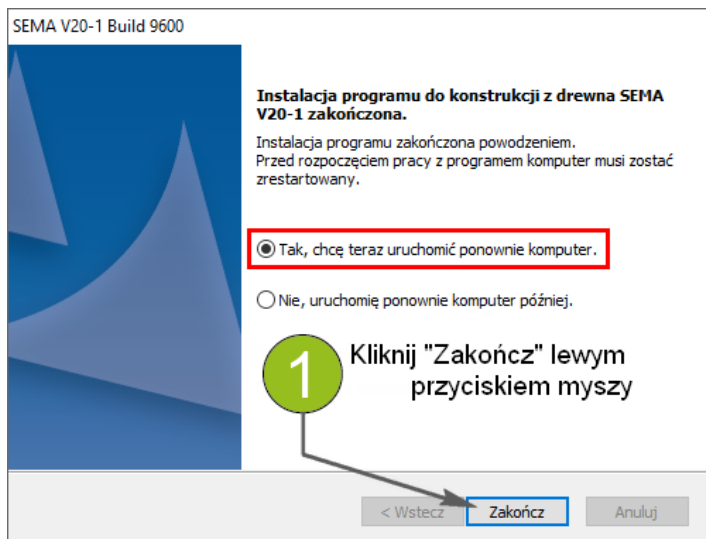 SEMA V20-1 Build 9600
Instalacja programu do konstrukcji z drewna SEMA
V20-1 zakończona.
Instalacja programu zakończona powodzeniem.
Przed rozpoczęciem pracy z programem komputer musi zostać
zrestartowany.
Tak, chcę teraz uruchomić ponownie komputer.
Nie, uruchomię ponownie komputer później.
1
Kliknij "Zakończ" lewym
przyciskiem myszy
< Wstecz Zakończ Anuluj